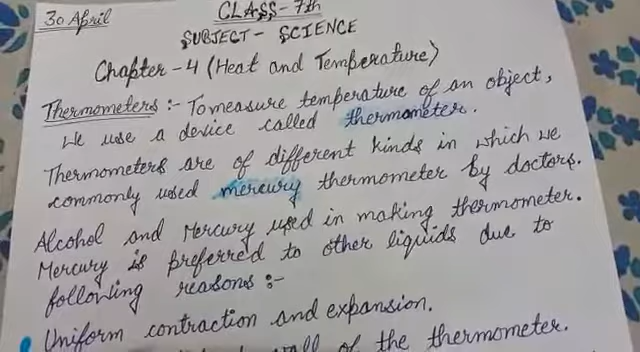 30 April
CLASS - 7th
SUBJECT - SCIENCE
Chapter - 4 (Heat and Temperature)
Thermometers :- To measure temperature of an object,
we use a device called thermometer.
Thermometers are of different kinds in which we
commonly used mercury thermometer by doctors.
Alcohol and Mercury used in making thermometer.
Mercury is preferred to other liquids due to
following reasons :-
Uniform contraction and expansion.
wall of the thermometer.